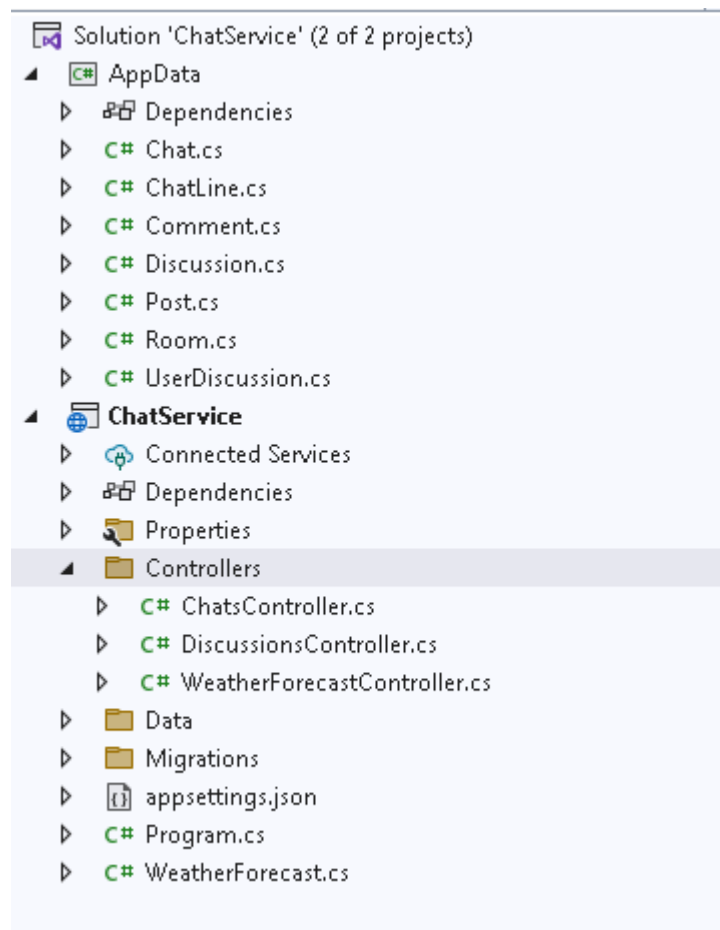 Solution 'ChatService' (2 of 2 projects)
C# AppData
Dependencies
C# Chat.cs
C# ChatLine.cs
C# Comment.cs
C# Discussion.cs
C# Post.cs
C# Room.cs
C# UserDiscussion.cs
ChatService
Connected Services
Dependencies
Properties
Controllers
C# ChatsController.cs
C# DiscussionsController.cs
C# WeatherForecastController.cs
Data
Migrations
appsettings.json
C# Program.cs
C# WeatherForecast.cs